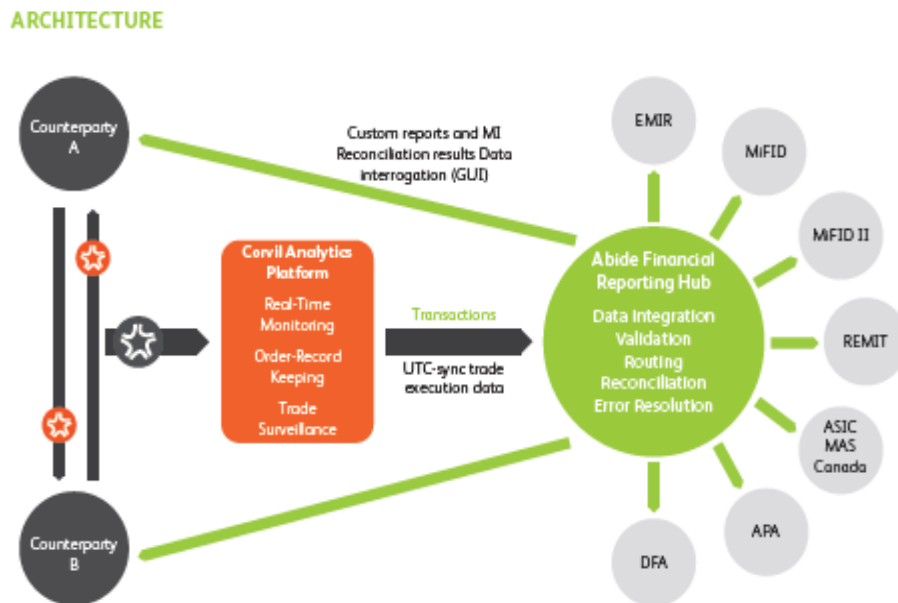 ARCHITECTURE
Counterparty
A
Custom reports and MI
Reconciliation results Data
interrogation (GUI)
EMIR
MiFID
MiFID II
REMIT
ASIC
MAS
Canada
APA
DFA
Corvil Analytics
Platform
Real-Time
Monitoring
Order-Record
Keeping
Trade
Surveillance
Transactions
UTC-sync trade
execution data
Abide Financial
Reporting Hub
Data Integration
Validation
Routing
Reconciliation
Error Resolution
Counterparty
B